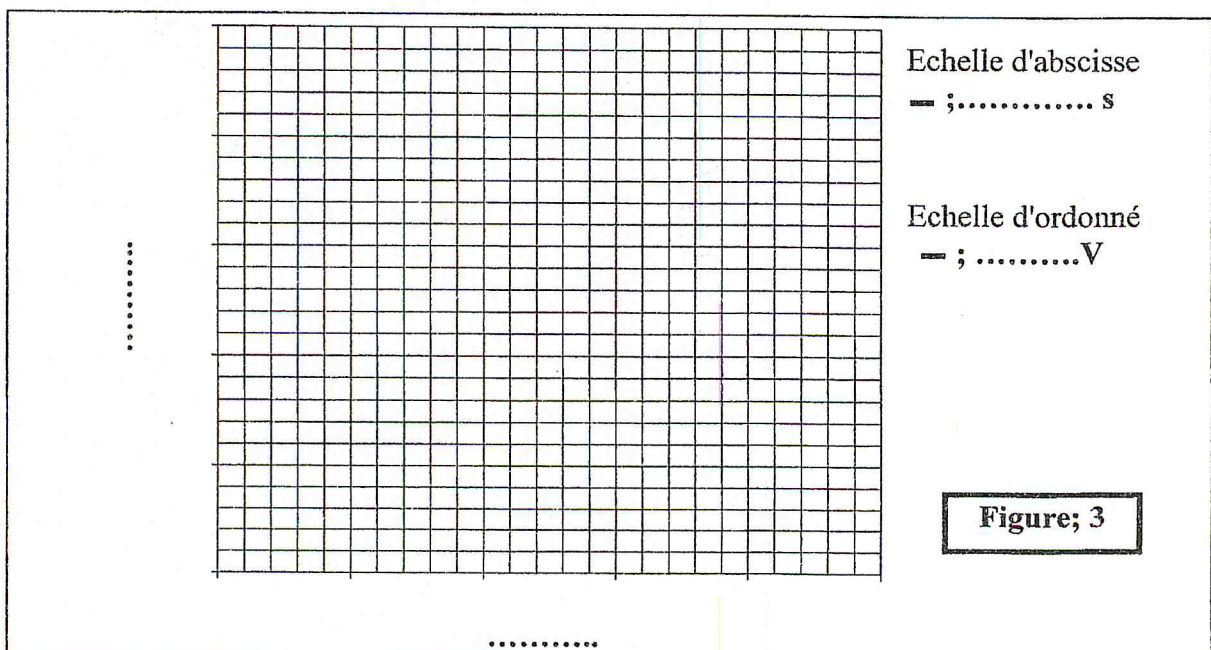 Echelle d'abscisse
– ;............. s
Echelle d'ordonné
– ; ..........V
...........
Figure; 3
...........